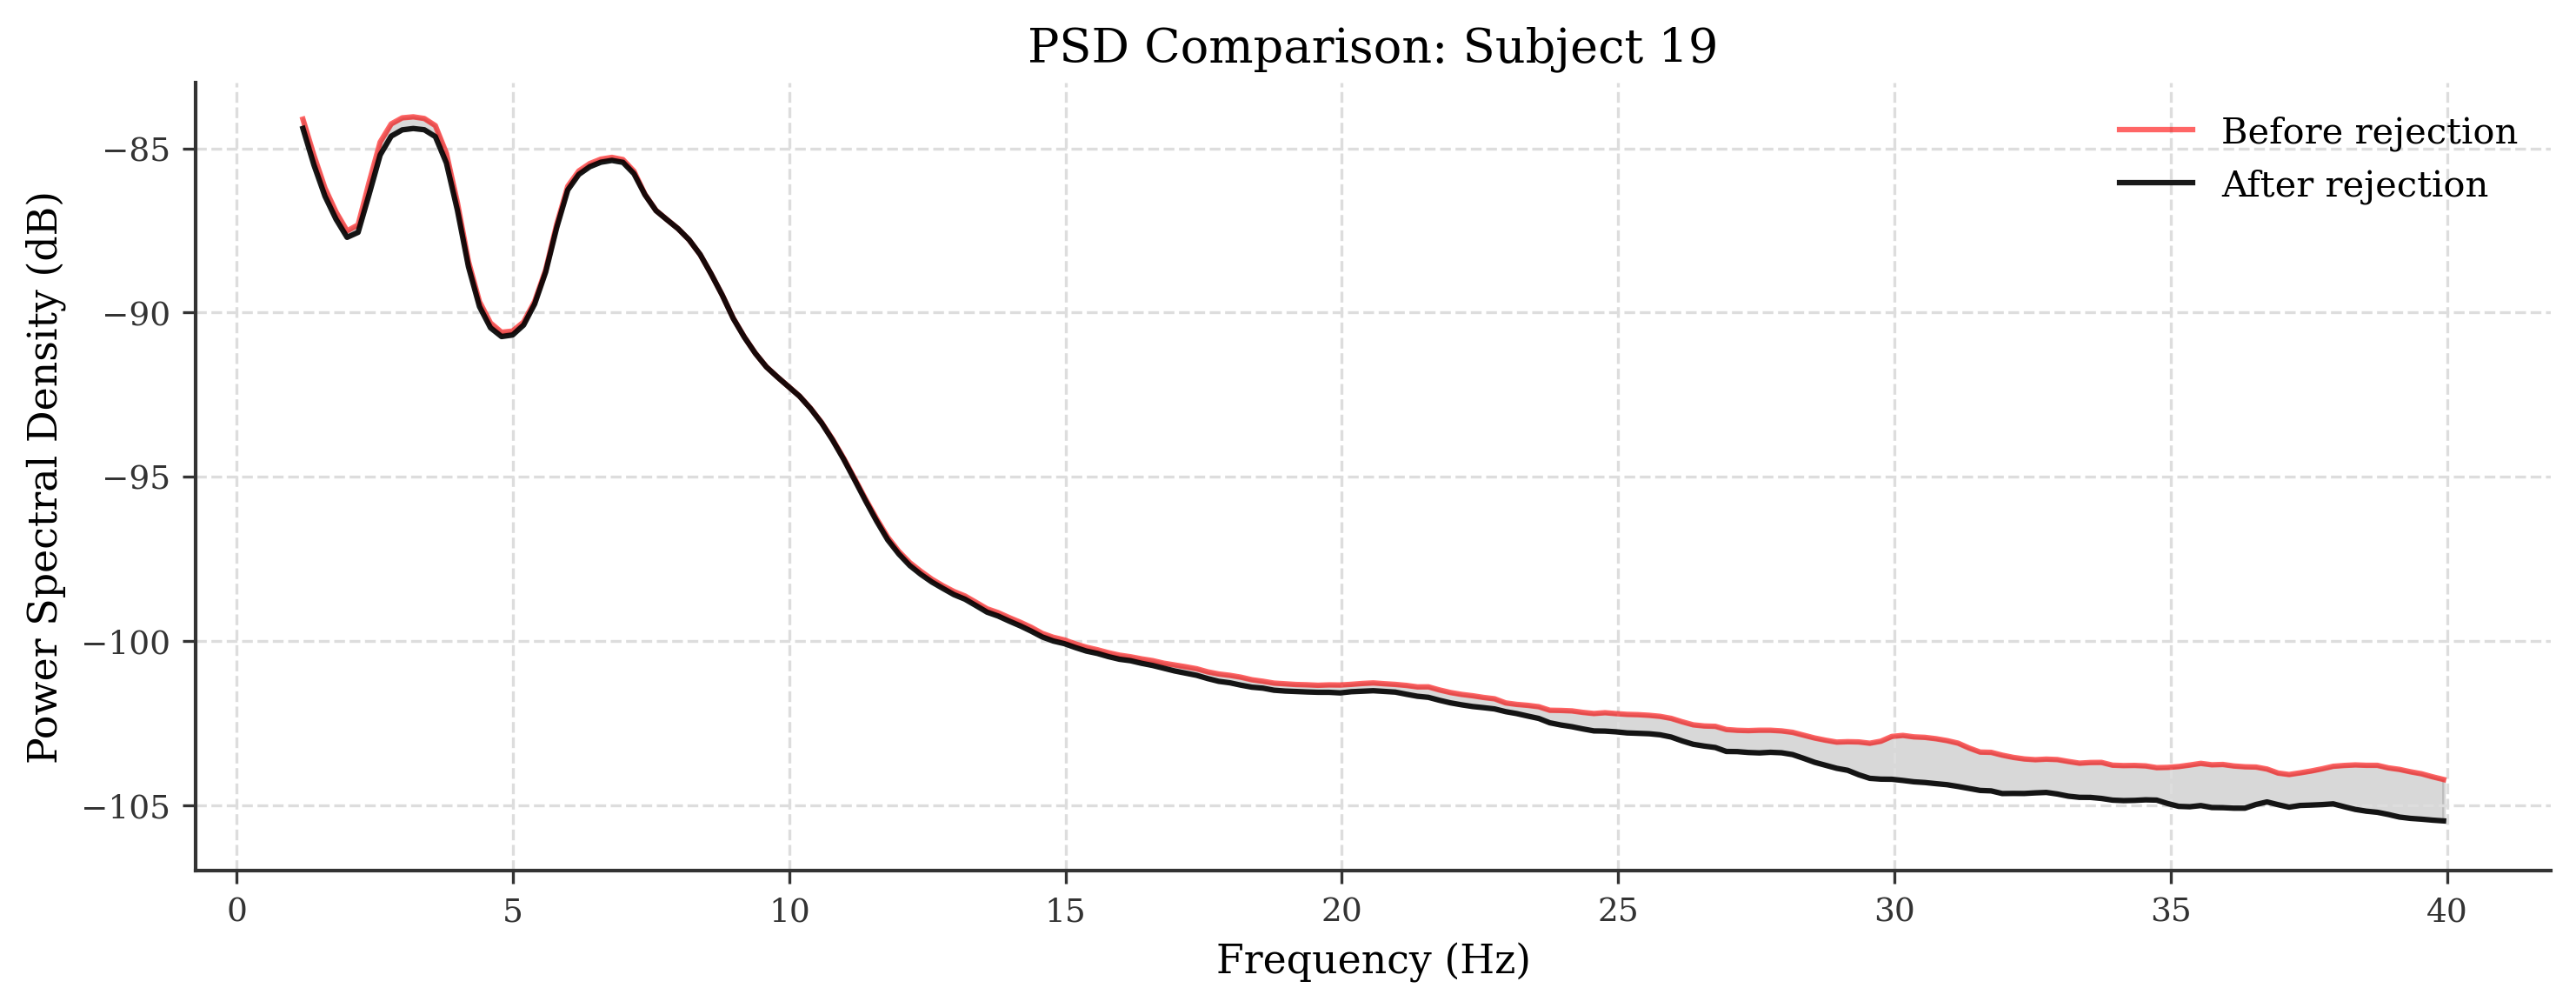 PSD Comparison: Subject 19
Before rejection
After rejection
Power Spectral Density (dB)
−85
−90
−95
−100
−105
0 5 10 15 20 25 30 35 40
Frequency (Hz)